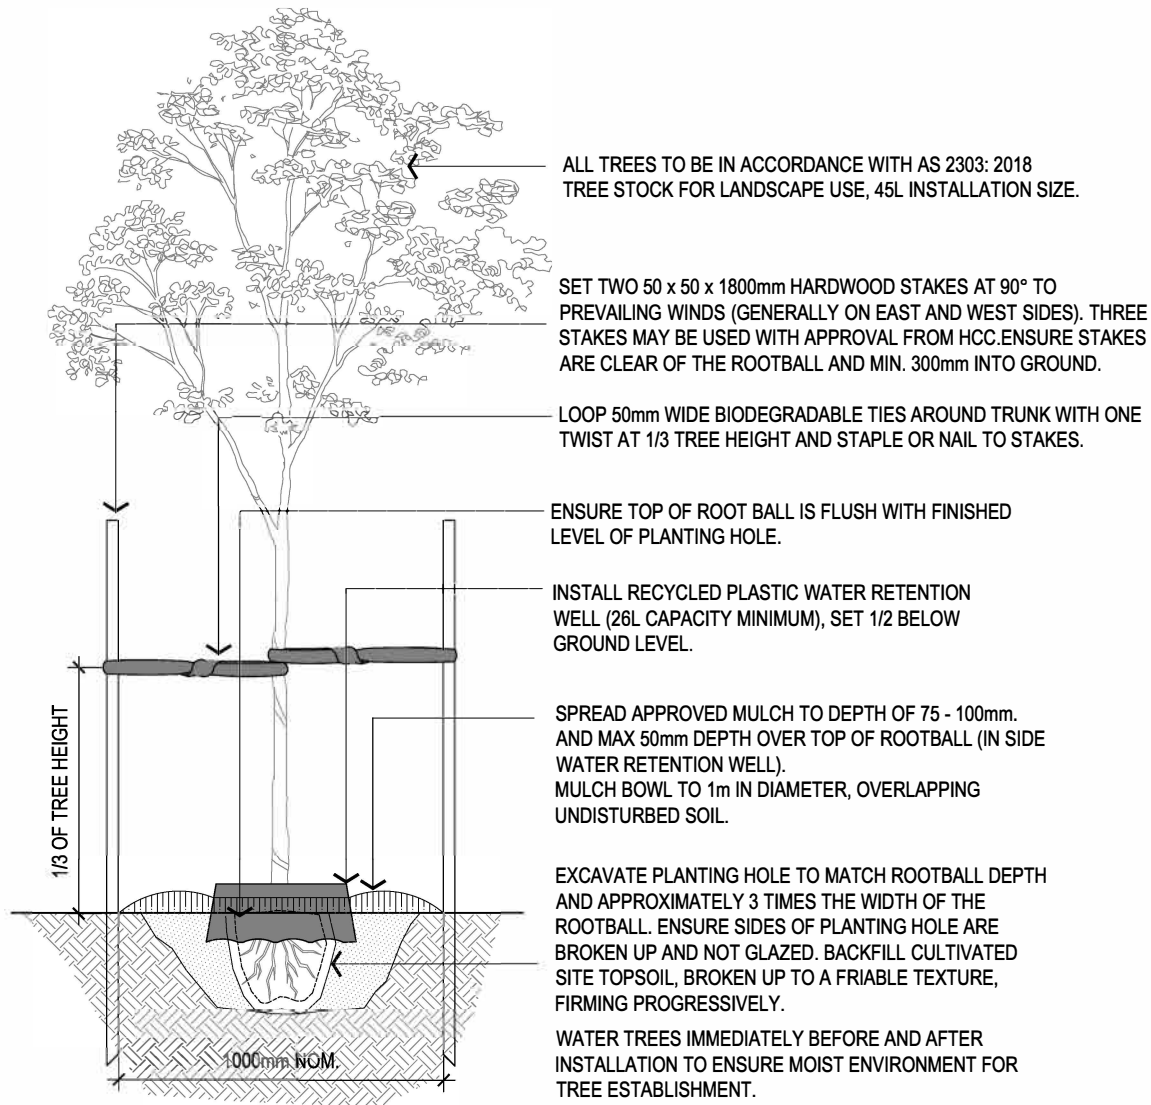 ALL TREES TO BE IN ACCORDANCE WITH AS 2303: 2018
TREE STOCK FOR LANDSCAPE USE, 45L INSTALLATION SIZE.
SET TWO 50 x 50 x 1800mm HARDWOOD STAKES AT 90° TO
PREVAILING WINDS (GENERALLY ON EAST AND WEST SIDES). THREE
STAKES MAY BE USED WITH APPROVAL FROM HCC.ENSURE STAKES
ARE CLEAR OF THE ROOTBALL AND MIN. 300mm INTO GROUND.
LOOP 50mm WIDE BIODEGRADABLE TIES AROUND TRUNK WITH ONE
TWIST AT 1/3 TREE HEIGHT AND STAPLE OR NAIL TO STAKES.
ENSURE TOP OF ROOT BALL IS FLUSH WITH FINISHED
LEVEL OF PLANTING HOLE.
INSTALL RECYCLED PLASTIC WATER RETENTION
WELL (26L CAPACITY MINIMUM), SET 1/2 BELOW
GROUND LEVEL.
SPREAD APPROVED MULCH TO DEPTH OF 75 - 100mm.
AND MAX 50mm DEPTH OVER TOP OF ROOTBALL (IN SIDE
WATER RETENTION WELL).
MULCH BOWL TO 1m IN DIAMETER, OVERLAPPING
UNDISTURBED SOIL.
EXCAVATE PLANTING HOLE TO MATCH ROOTBALL DEPTH
AND APPROXIMATELY 3 TIMES THE WIDTH OF THE
ROOTBALL. ENSURE SIDES OF PLANTING HOLE ARE
BROKEN UP AND NOT GLAZED. BACKFILL CULTIVATED
SITE TOPSOIL, BROKEN UP TO A FRIABLE TEXTURE,
FIRMING PROGRESSIVELY.
WATER TREES IMMEDIATELY BEFORE AND AFTER
INSTALLATION TO ENSURE MOIST ENVIRONMENT FOR
TREE ESTABLISHMENT.
1/3 OF TREE HEIGHT
1000mm NOM.